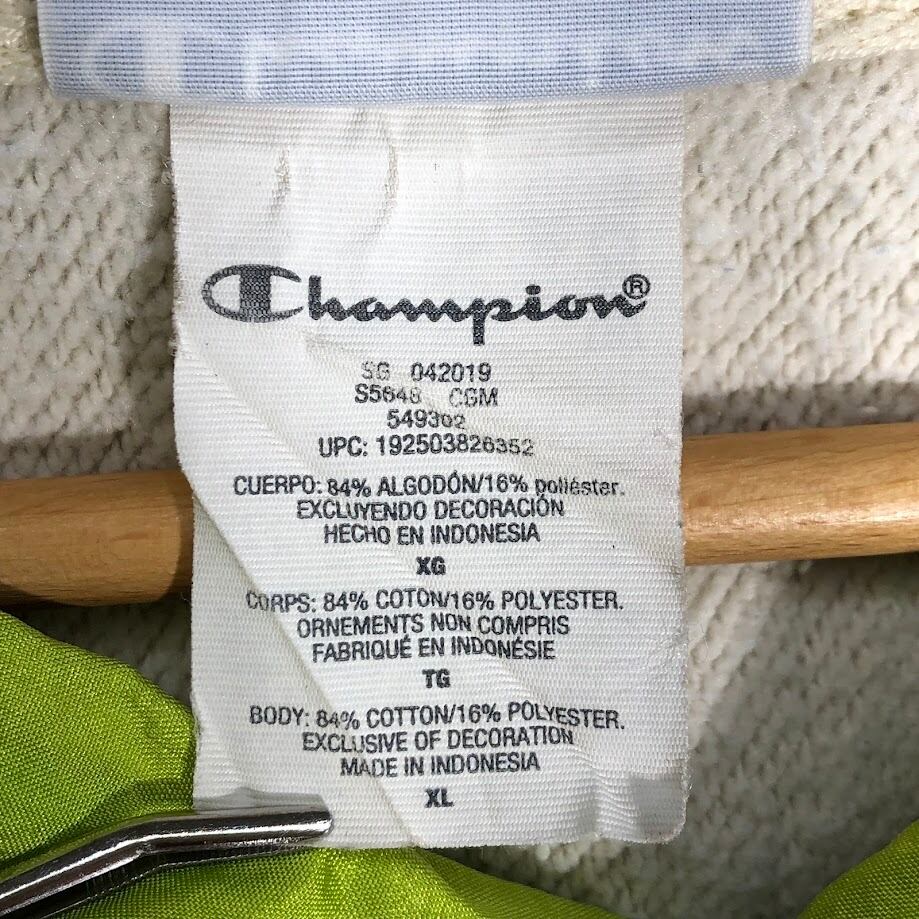 Champion®
SG 042019
S5648 CGM
549302
UPC: 192503826352
CUERPO: 84% ALGODÓN/16% poliéster.
EXCLUYENDO DECORACIÓN
HECHO EN INDONESIA
XG
CORPS: 84% COTON/16% POLYESTER.
ORNEMENTS NON COMPRIS
FABRIQUÉ EN INDONÉSIE
TG
BODY: 84% COTTON/16% POLYESTER.
EXCLUSIVE OF DECORATION
MADE IN INDONESIA
XL